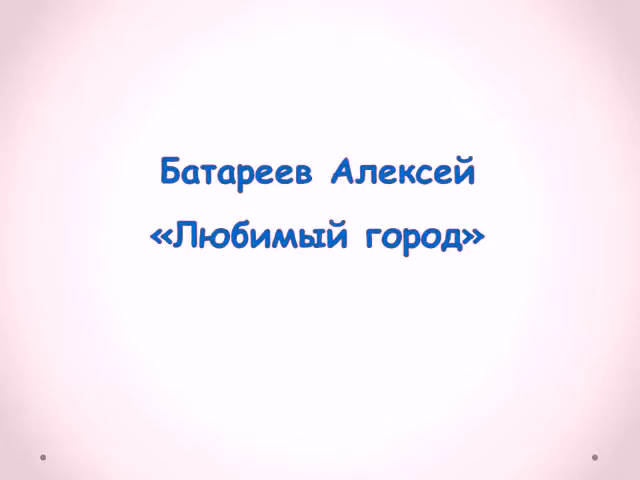 Батареев Алексей
«Любимый город»